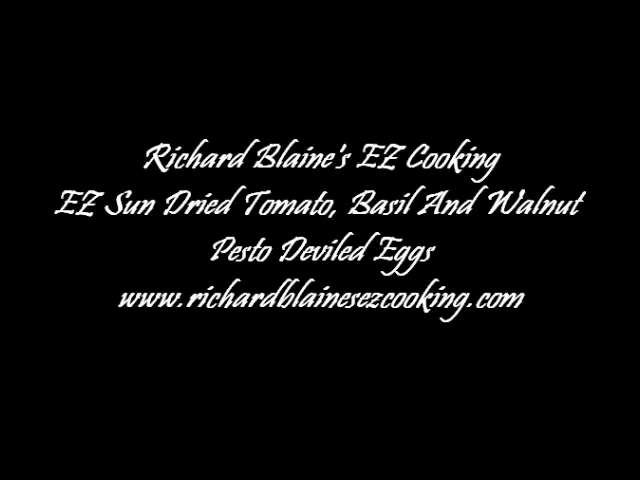 Richard Blaine's EZ Cooking
EZ Sun Dried Tomato, Basil And Walnut
Pesto Deviled Eggs
www.richardblainesezcooking.com